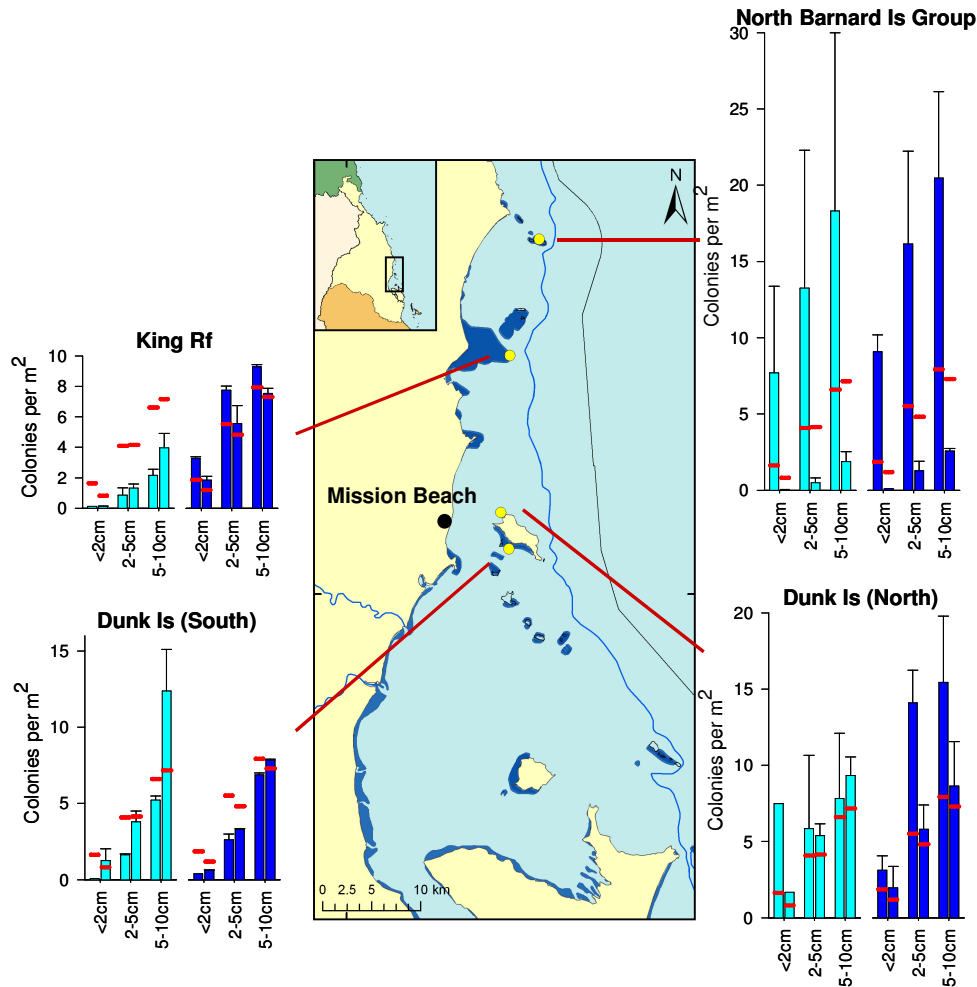 North Barnard Is Group
Colonies per m2
30
25
20
15
10
5
0
<2cm
2-5cm
5-10cm
<2cm
2-5cm
5-10cm
N
King Rf
Colonies per m2
10
8
6
4
2
0
<2cm
2-5cm
5-10cm
<2cm
2-5cm
5-10cm
Mission Beach
Dunk Is (South)
Colonies per m2
15
10
5
0
<2cm
2-5cm
5-10cm
<2cm
2-5cm
5-10cm
0 2.5 5 10 km
Dunk Is (North)
Colonies per m2
20
15
10
5
0
<2cm
2-5cm
5-10cm
<2cm
2-5cm
5-10cm